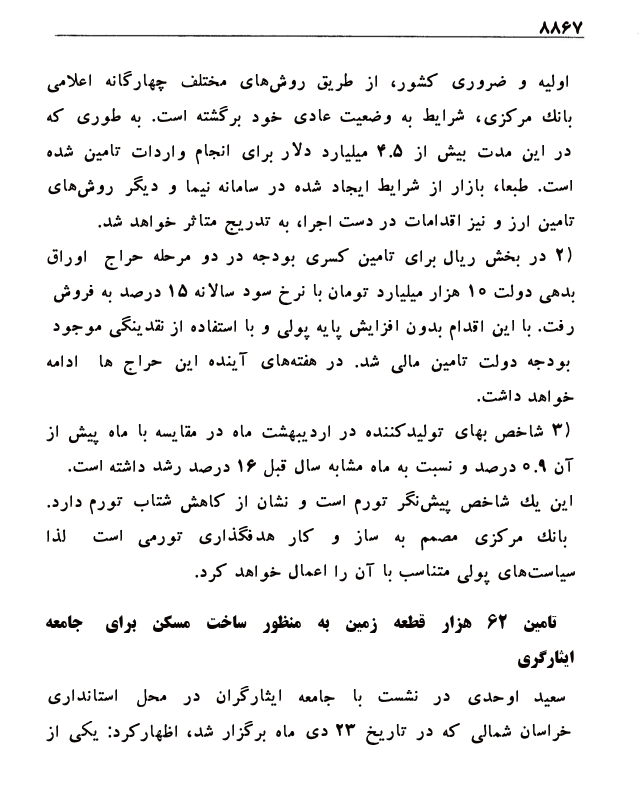 ۸۸۶۷
اولیه و ضروری کشور، از طریق روش‌های مختلف چهارگانه اعلامی
بانك مرکزی، شرایط به وضعیت عادی خود برگشته است. به طوری که
در این مدت بیش از ۴.۵ میلیارد دلار برای انجام واردات تامین شده
است. طبعا، بازار از شرایط ایجاد شده در سامانه نیما و دیگر روش‌های
تامین ارز و نیز اقدامات در دست اجرا، به تدریج متاثر خواهد شد.
۲) در بخش ریال برای تامین کسری بودجه در دو مرحله حراج اوراق
بدهی دولت ۱۰ هزار میلیارد تومان با نرخ سود سالانه ۱۵ درصد به فروش
رفت. با این اقدام بدون افزایش پایه پولی و با استفاده از نقدینگی موجود
بودجه دولت تامین مالی شد. در هفته‌های آینده این حراج ها ادامه
خواهد داشت.
۳) شاخص بهای تولیدکننده در اردیبهشت ماه در مقایسه با ماه پیش از
آن ۰.۹ درصد و نسبت به ماه مشابه سال قبل ۱۶ درصد رشد داشته است.
این يك شاخص پیش‌نگر تورم است و نشان از کاهش شتاب تورم دارد.
بانك مرکزی مصمم به ساز و کار هدفگذاری تورمی است لذا
سیاست‌های پولی متناسب با آن را اعمال خواهد کرد.
تامین ۶۲ هزار قطعه زمین به منظور ساخت مسکن برای جامعه
ایثارگری
سعید اوحدی در نشست با جامعه ایثارگران در محل استانداری
خراسان شمالی که در تاریخ ۲۳ دی ماه برگزار شد، اظهارکرد: یکی از